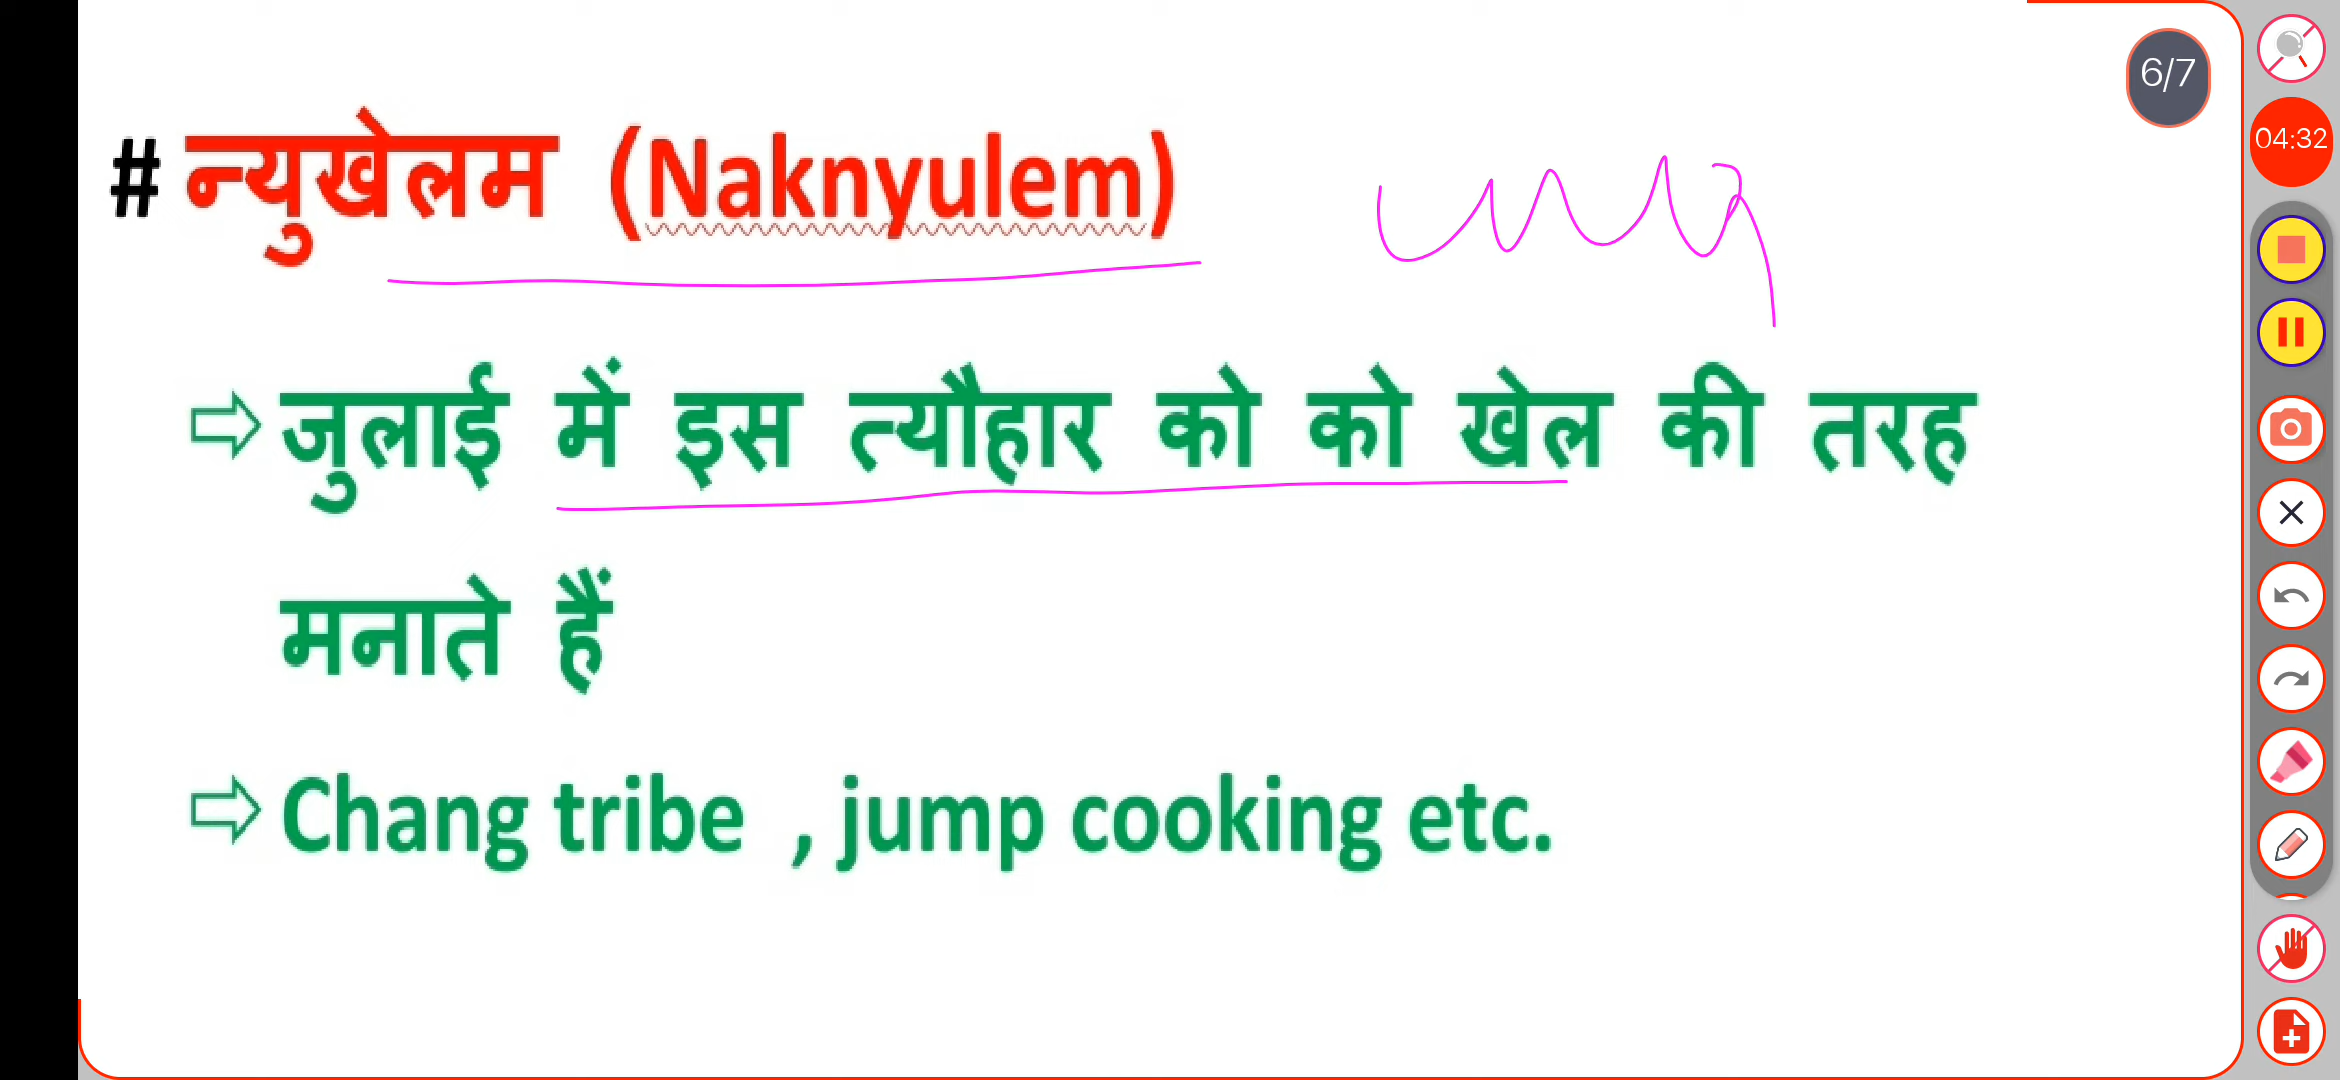 6/7
04:32
# न्युखेलम (Naknyulem)
⇨ जुलाई में इस त्यौहार को को खेल की तरह
मनाते हैं
⇨ Chang tribe , jump cooking etc.